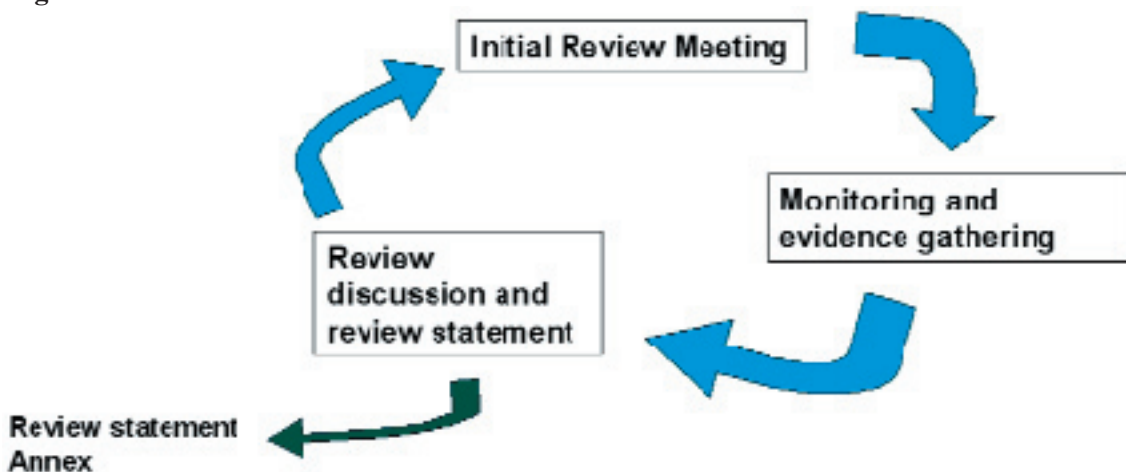 Initial Review Meeting
Monitoring and
evidence gathering
Review
discussion and
review statement
Review statement
Annex